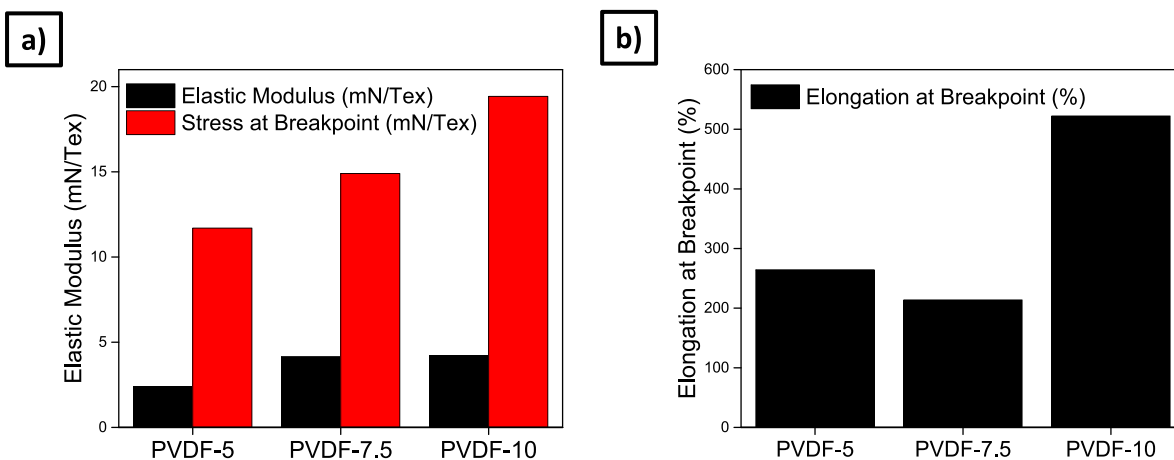 a)
Elastic Modulus (mN/Tex)
20
15
10
5
0
Elastic Modulus (mN/Tex)
Stress at Breakpoint (mN/Tex)
PVDF-5 PVDF-7.5 PVDF-10
b)
Elongation at Breakpoint (%)
600
500
400
300
200
100
0
Elongation at Breakpoint (%)
PVDF-5 PVDF-7.5 PVDF-10